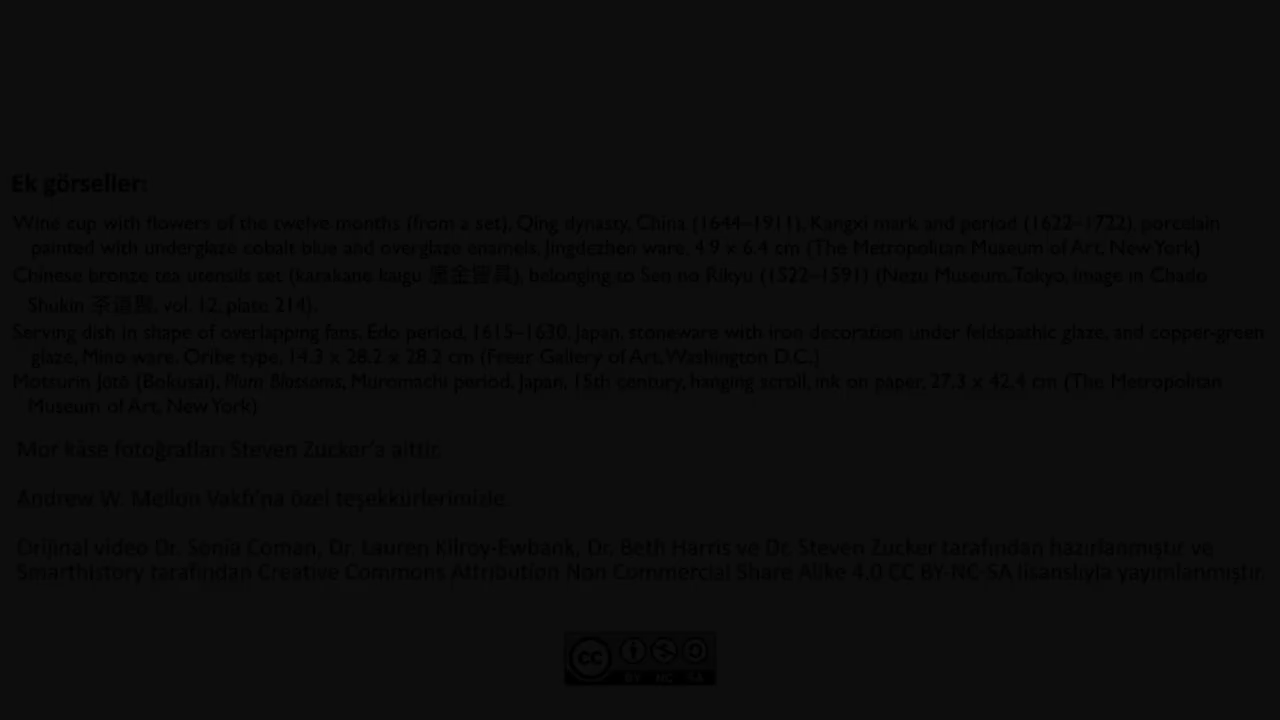 Ek görseller:
Wine cup with flowers of the twelve months (from a set), Qing dynasty, China (1644–1911), Kangxi mark and period (1622–1722), porcelain
painted with underglaze cobalt blue and overglaze enamels, Jingdezhen ware, 4.9 x 6.4 cm (The Metropolitan Museum of Art, New York)
Chinese bronze tea utensils set (karakane kaigu 皆具), belonging to Sen no Rikyu (1522–1591) (Nezu Museum, Tokyo, image in Chado
Shukin 茶道, vol. 12, plate 214).
Serving dish in shape of overlapping fans, Edo period, 1615–1630, Japan, stoneware with iron decoration under feldspathic glaze, and copper-green
glaze, Mino ware, Oribe type, 14.3 x 28.2 x 28.2 cm (Freer Gallery of Art, Washington D.C.)
Motsurin Jōtō (Bokusai), Plum Blossoms, Muromachi period, Japan, 15th century, hanging scroll, ink on paper, 27.3 x 42.4 cm (The Metropolitan
Museum of Art, New York)
Mor kâse fotoğrafları Steven Zucker'a aittir.
Andrew W. Mellon Vakfı'na özel teşekkürlerimizle.
Orijinal video Dr. Sonia Coman, Dr. Lauren Kilroy-Ewbank, Dr. Beth Harris ve Dr. Steven Zucker tarafından hazırlanmıştır ve
Smarthistory tarafından Creative Commons Attribution Non Commercial Share Alike 4.0 CC BY-NC-SA lisanslıyla yayımlanmıştır.
cc
BY NC SA